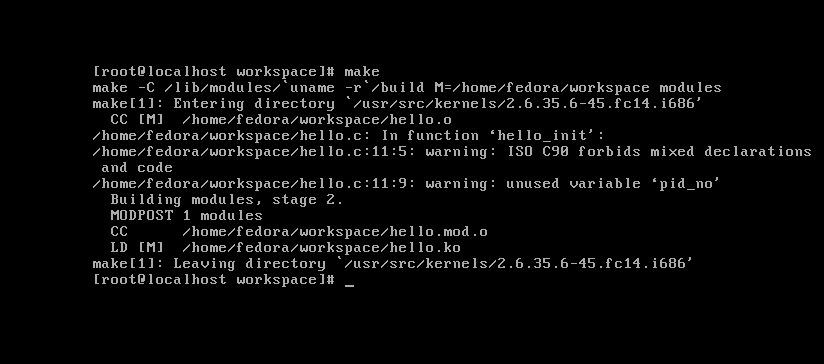 [root@localhost workspace]# make
make -C /lib/modules/`uname -r`/build M=/home/fedora/workspace modules
make[1]: Entering directory `/usr/src/kernels/2.6.35.6-45.fc14.i686'
  CC [M]  /home/fedora/workspace/hello.o
/home/fedora/workspace/hello.c: In function ‘hello_init’:
/home/fedora/workspace/hello.c:11:5: warning: ISO C90 forbids mixed declarations
 and code
/home/fedora/workspace/hello.c:11:9: warning: unused variable ‘pid_no’
  Building modules, stage 2.
  MODPOST 1 modules
  CC      /home/fedora/workspace/hello.mod.o
  LD [M]  /home/fedora/workspace/hello.ko
make[1]: Leaving directory `/usr/src/kernels/2.6.35.6-45.fc14.i686'
[root@localhost workspace]# _